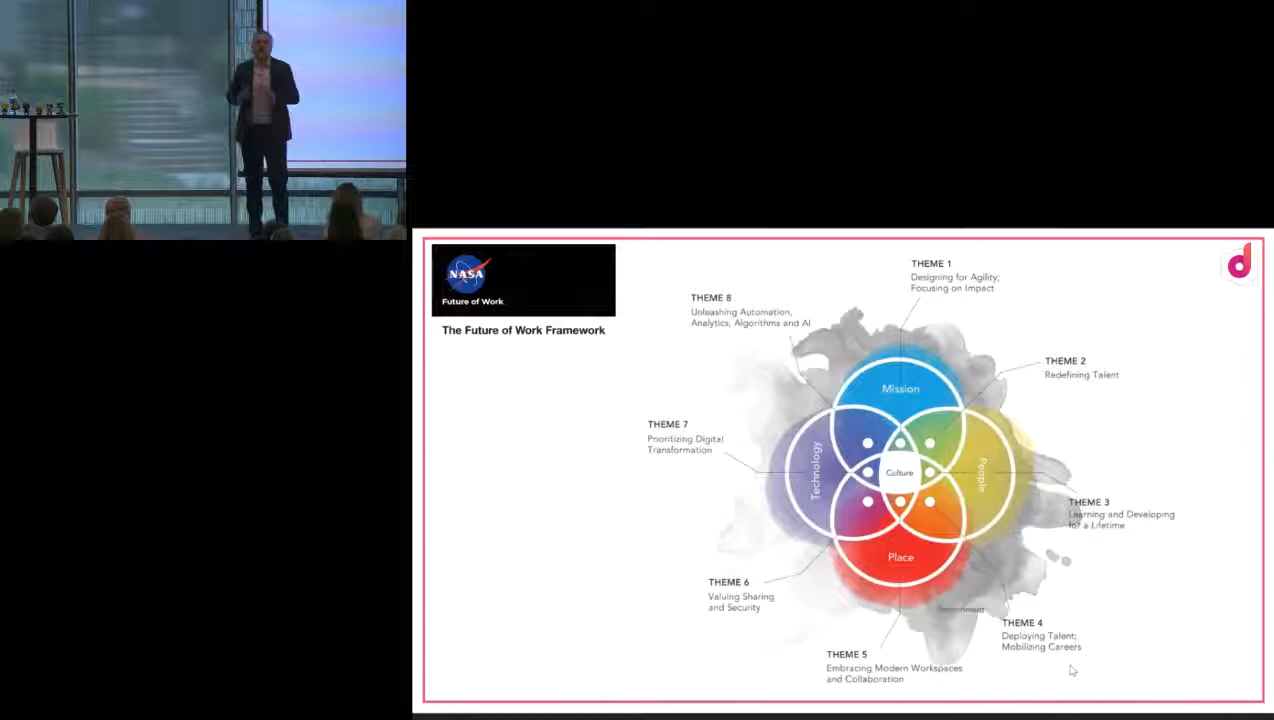 NASA
Future of Work
The Future of Work Framework
d
THEME 1
Designing for Agility;
Focusing on Impact
THEME 8
Unleashing Automation,
Analytics, Algorithms and AI
THEME 2
Redefining Talent
Mission
THEME 7
Prioritizing Digital
Transformation
Technology
Culture
People
THEME 3
Learning and Developing
for a Lifetime
Place
THEME 6
Valuing Sharing
and Security
THEME 4
Deploying Talent;
Mobilizing Careers
THEME 5
Embracing Modern Workspaces
and Collaboration